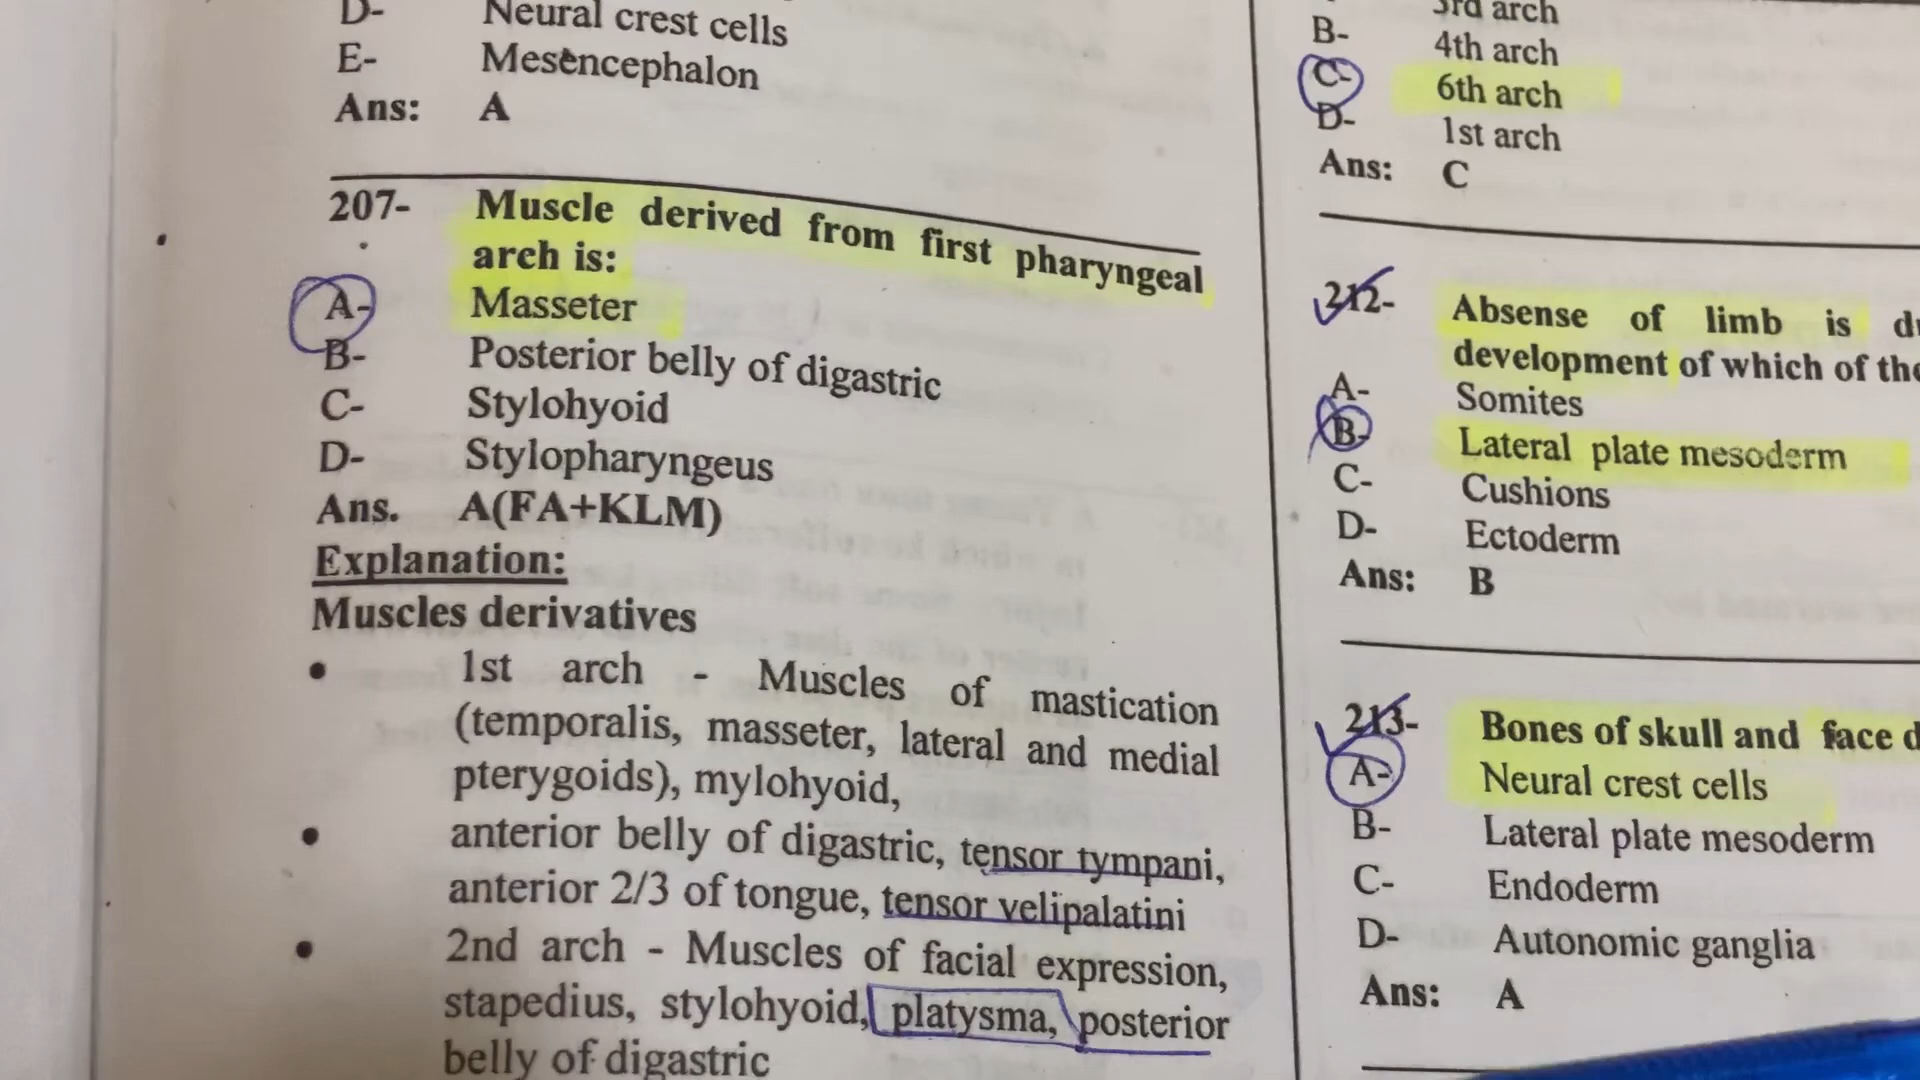 D- Neural crest cells
E- Mesencephalon
Ans: A
207- Muscle derived from first pharyngeal
arch is:
A- Masseter
B- Posterior belly of digastric
C- Stylohyoid
D- Stylopharyngeus
Ans. A(FA+KLM)
Explanation:
Muscles derivatives
• 1st arch - Muscles of mastication
(temporalis, masseter, lateral and medial
pterygoids), mylohyoid,
• anterior belly of digastric, tensor tympani,
anterior 2/3 of tongue, tensor velipalatini
• 2nd arch - Muscles of facial expression,
stapedius, stylohyoid, platysma, posterior
belly of digastric
3rd arch
B- 4th arch
C- 6th arch
D- 1st arch
Ans: C
212- Absense of limb is
development of which of
A- Somites
B- Lateral plate mesoderm
C- Cushions
D- Ectoderm
Ans: B
213- Bones of skull and face
A- Neural crest cells
B- Lateral plate mesoderm
C- Endoderm
D- Autonomic ganglia
Ans: A